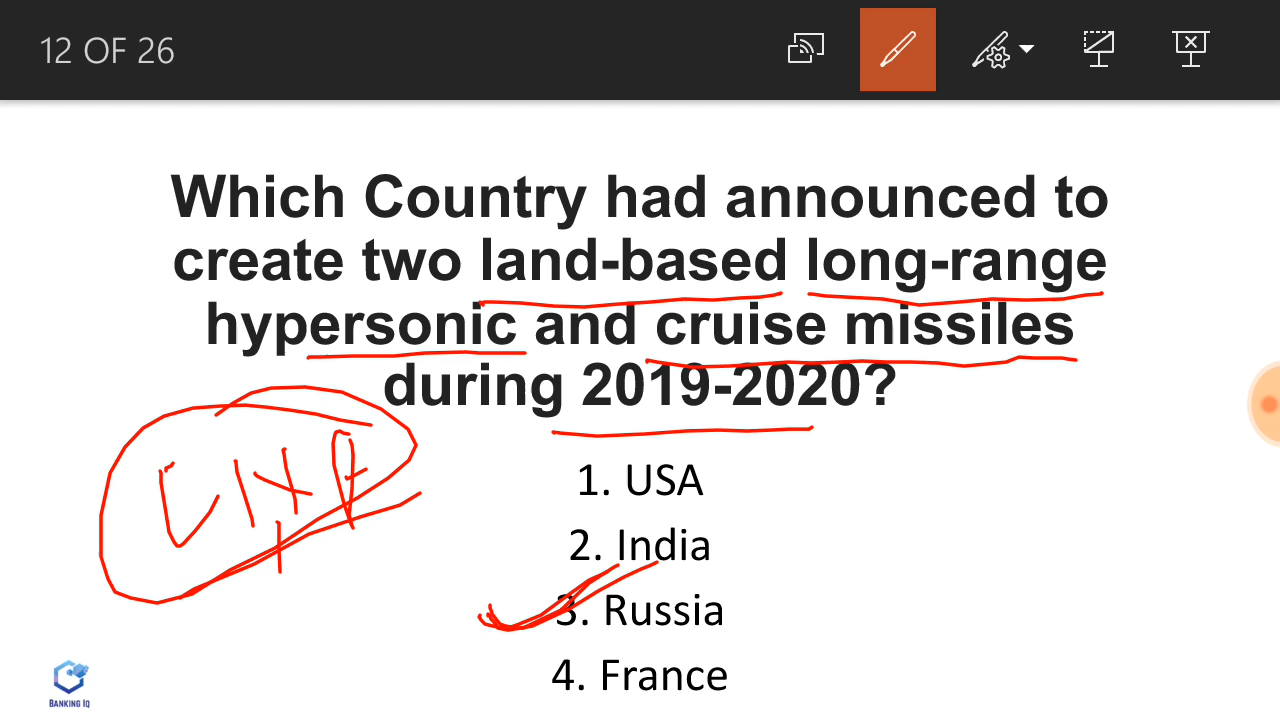 12 OF 26
Which Country had announced to
create two land-based long-range
hypersonic and cruise missiles
during 2019-2020?
1. USA
2. India
3. Russia
4. France
BANKING IQ